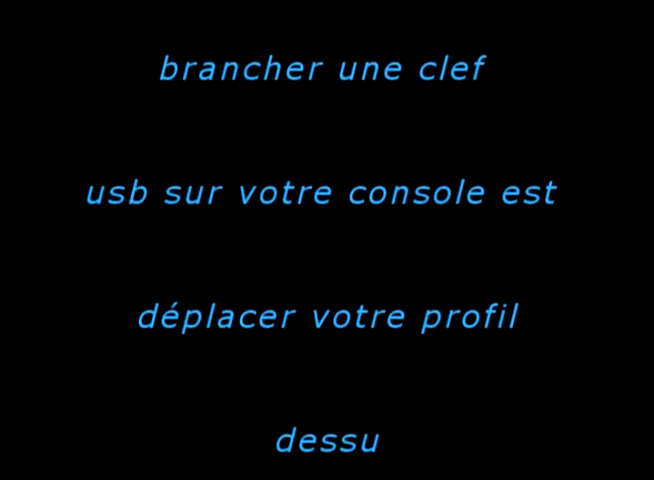 brancher une clef
usb sur votre console est
déplacer votre profil
dessu